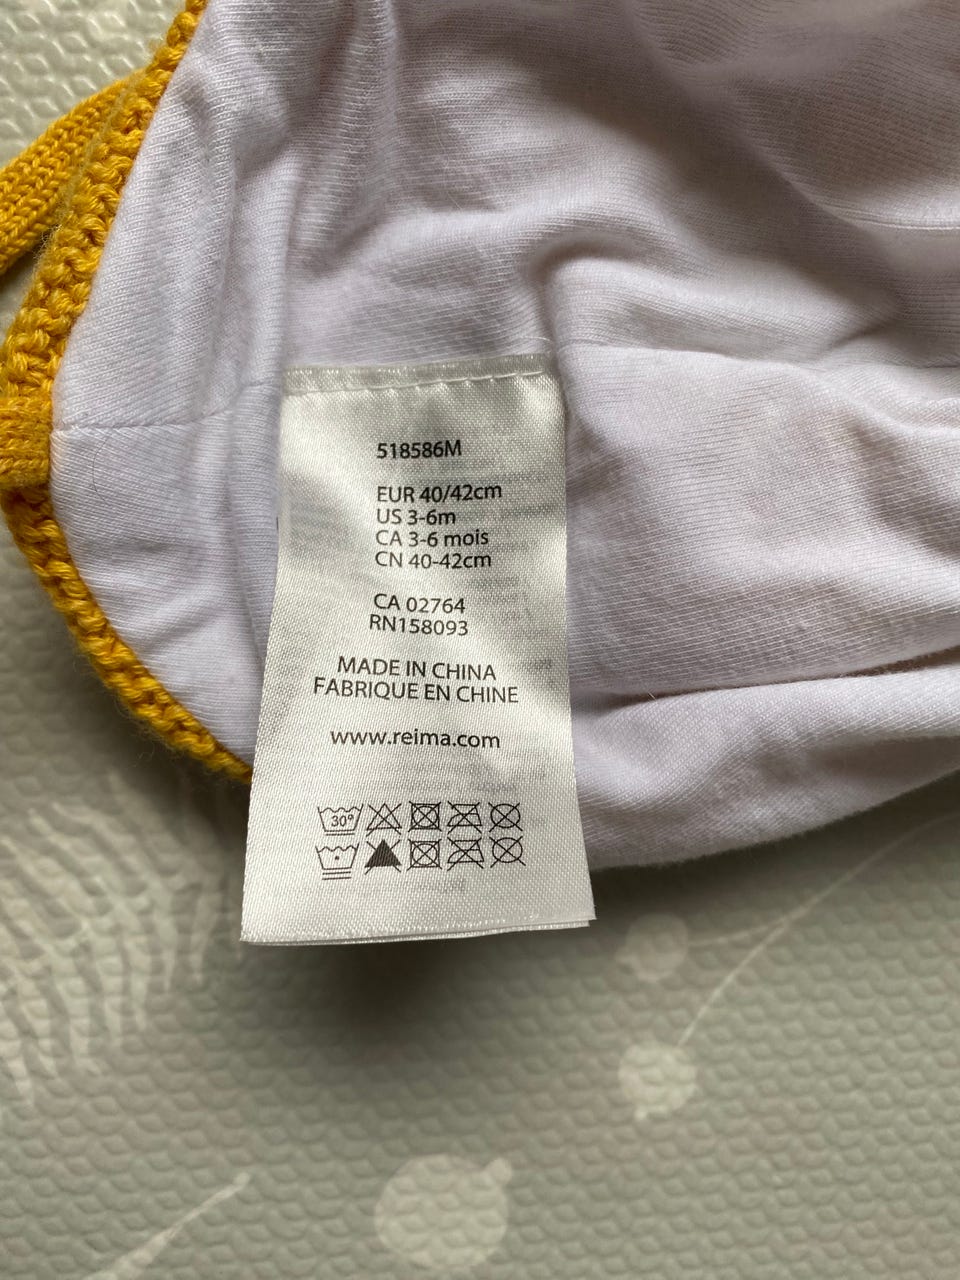 518586M
EUR 40/42cm
US 3-6m
CA 3-6 mois
CN 40-42cm
CA 02764
RN158093
MADE IN CHINA
FABRIQUE EN CHINE
www.reima.com
30°